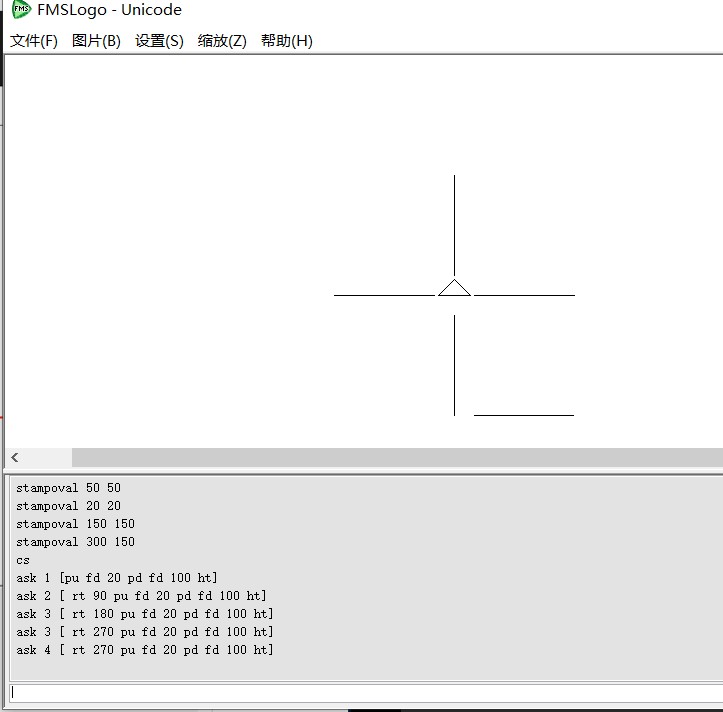 FMS
FMSLogo - Unicode
文件(F) 图片(B) 设置(S) 缩放(Z) 帮助(H)
stampoval 50 50
stampoval 20 20
stampoval 150 150
stampoval 300 150
cs
ask 1 [pu fd 20 pd fd 100 ht]
ask 2 [ rt 90 pu fd 20 pd fd 100 ht]
ask 3 [ rt 180 pu fd 20 pd fd 100 ht]
ask 3 [ rt 270 pu fd 20 pd fd 100 ht]
ask 4 [ rt 270 pu fd 20 pd fd 100 ht]